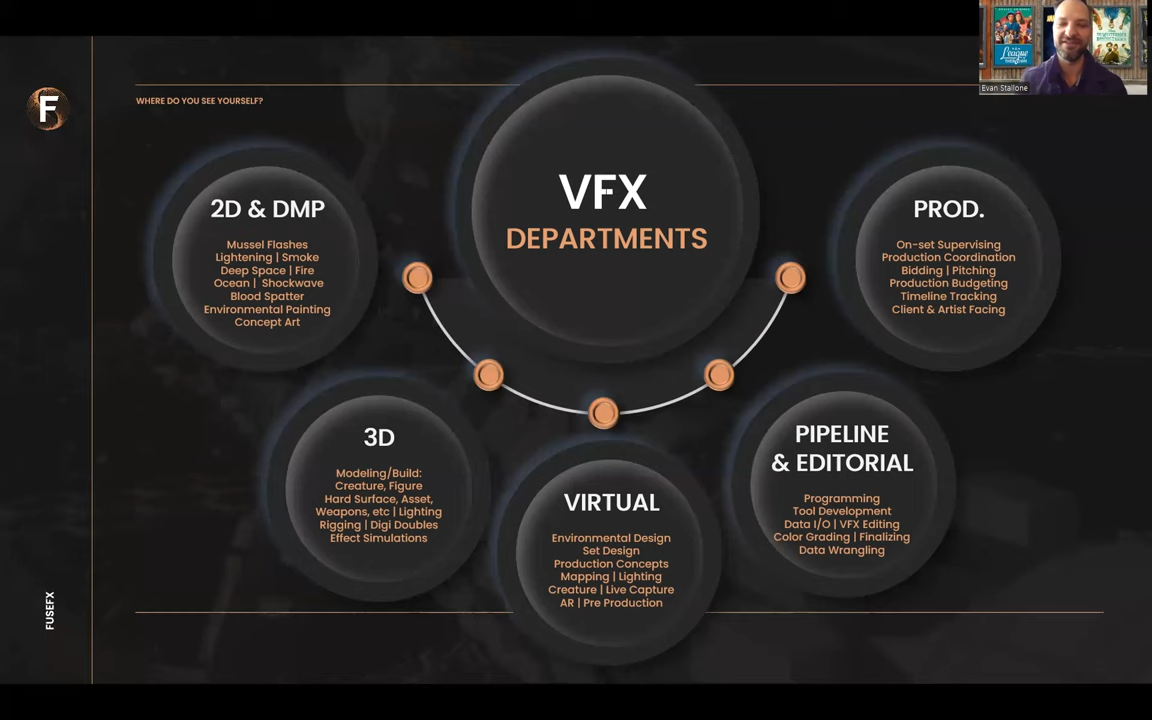 WHERE DO YOU SEE YOURSELF?
F
FUSEFX
VFX
DEPARTMENTS
2D & DMP
Mussel Flashes
Lightening | Smoke
Deep Space | Fire
Ocean | Shockwave
Blood Spatter
Environmental Painting
Concept Art
3D
Modeling/Build:
Creature, Figure
Hard Surface, Asset,
Weapons, etc | Lighting
Rigging | Digi Doubles
Effect Simulations
VIRTUAL
Environmental Design
Set Design
Production Concepts
Mapping | Lighting
Creature | Live Capture
AR | Pre Production
PIPELINE
& EDITORIAL
Programming
Tool Development
Data I/O | VFX Editing
Color Grading | Finalizing
Data Wrangling
PROD.
On-set Supervising
Production Coordination
Bidding | Pitching
Production Budgeting
Timeline Tracking
Client & Artist Facing
League
Evan Stallone